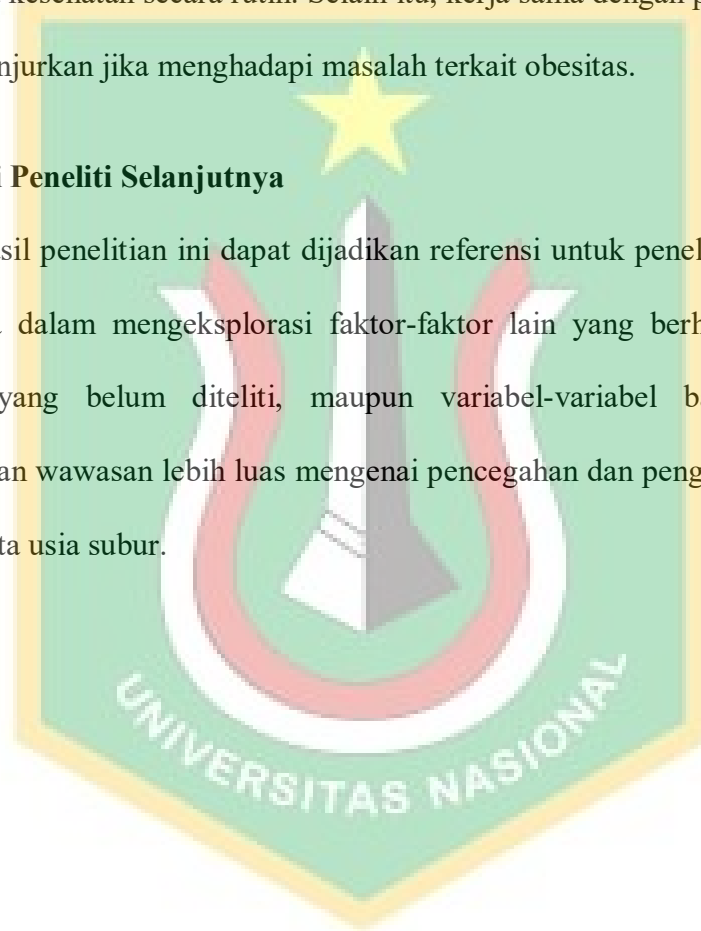 kesehatan secara rutin. Selain itu, kerja sama dengan p
njurkan jika menghadapi masalah terkait obesitas.
i Peneliti Selanjutnya
sil penelitian ini dapat dijadikan referensi untuk penel
dalam mengeksplorasi faktor-faktor lain yang berh
yang belum diteliti, maupun variabel-variabel b
an wawasan lebih luas mengenai pencegahan dan peng
ta usia subur.
UNIVERSITAS NASIONAL